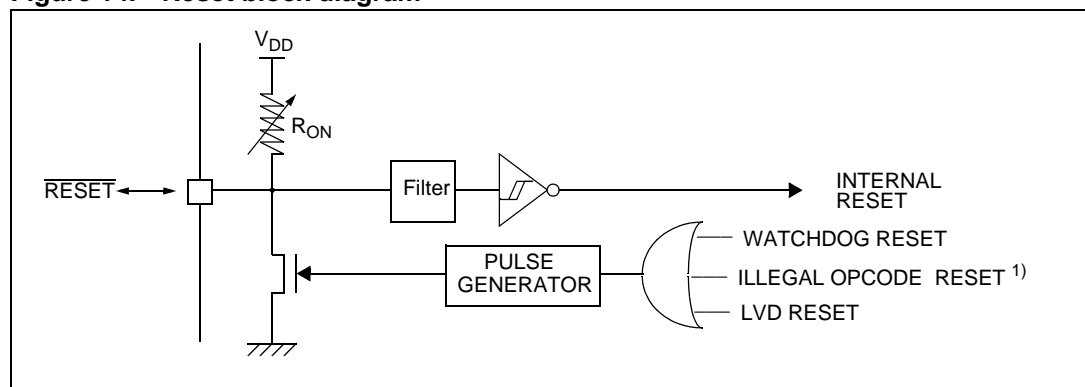 Figure 14. Reset block diagram
VDD
RON
RESET
Filter
INTERNAL
RESET
PULSE
GENERATOR
WATCHDOG RESET
ILLEGAL OPCODE RESET 1)
LVD RESET